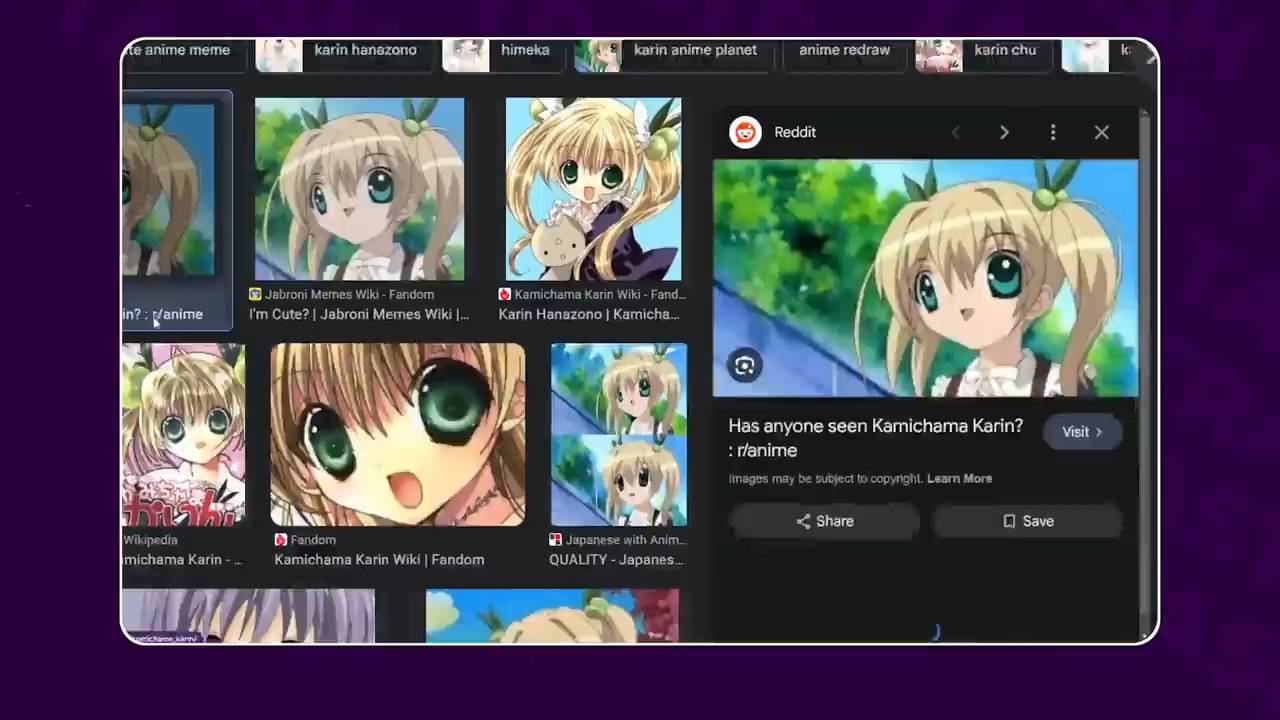 te anime meme
karin hanazono
himeka
karin anime planet
anime redraw
karin chu
k
Reddit
in? : r/anime
Jabroni Memes Wiki - Fandom
I'm Cute? | Jabroni Memes Wiki |...
Kamichama Karin Wiki - Fand...
Karin Hanazono | Kamicha...
Has anyone seen Kamichama Karin?
: r/anime
Visit
Images may be subject to copyright. Learn More
Share
Save
Wikipedia
michama Karin - ...
Fandom
Kamichama Karin Wiki | Fandom
Japanese with Anim...
QUALITY - Japanes...
kamichama_karin/